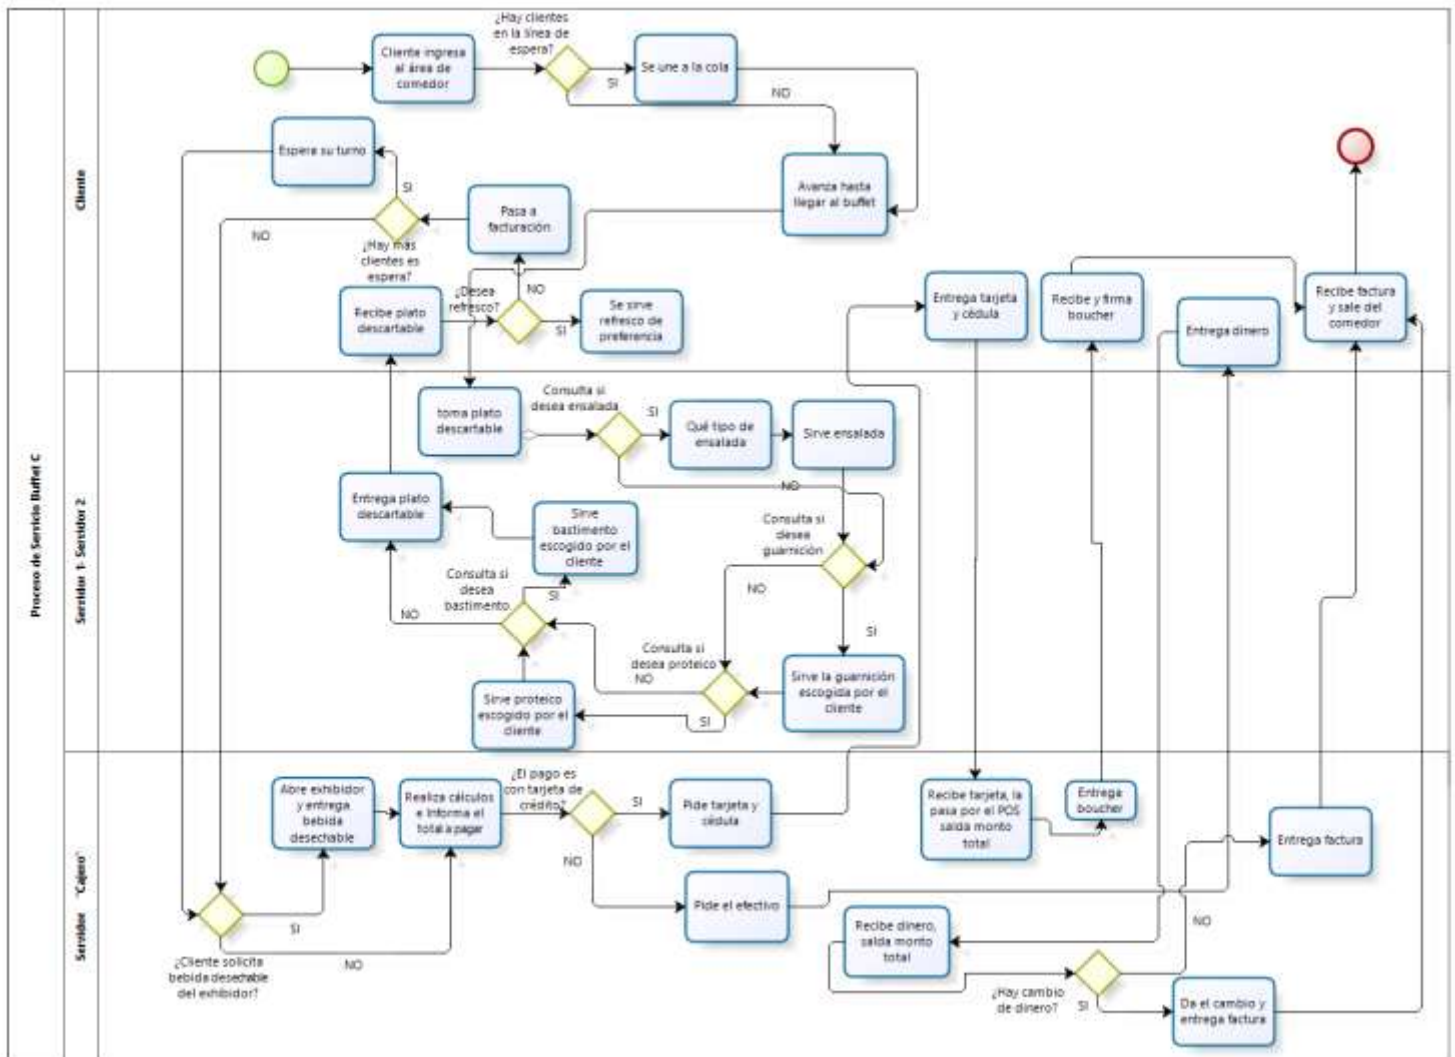 Proceso de Servicio Buffet C
Cliente
¿Hay clientes
en la línea de
espera?
Cliente ingresa
al área de
comedor
SI
Se une a la cola
NO
Espera su turno
SI
Avanza hasta
llegar al buffet
Pasa a
facturación
NO
¿Hay más
clientes es
espera?
¿Desea
refresco?
NO
Recibe plato
descartable
SI
Se sirve
refresco de
preferencia
Entrega tarjeta
y cédula
Recibe y firma
boucher
Entrega dinero
Recibe factura
y sale del
comedor
Servidor 1- Servidor 2
toma plato
descartable
Consulta si
desea ensalada
SI
Qué tipo de
ensalada
Sirve ensalada
NO
Entrega plato
descartable
Sirve
bastimento
escogido por el
cliente
Consulta si
desea
guarnición
Consulta si
desea
bastimento
SI
NO
NO
SI
Consulta si
desea proteico
NO
Sirve proteico
escogido por el
cliente
SI
Sirve la guarnición
escogida por el
cliente
Servidor "Cajero"
Abre exhibidor
y entrega
bebida
desechable
Realiza cálculos
e Informa el
total a pagar
¿El pago es
con tarjeta de
crédito?
SI
Pide tarjeta y
cédula
Recibe tarjeta, la
pasa por el POS
salda monto
total
Entrega
boucher
Entrega factura
NO
Pide el efectivo
SI
NO
¿Cliente solicita
bebida desechable
del exhibidor?
Recibe dinero,
salda monto
total
NO
¿Hay cambio
de dinero?
SI
Da el cambio y
entrega factura